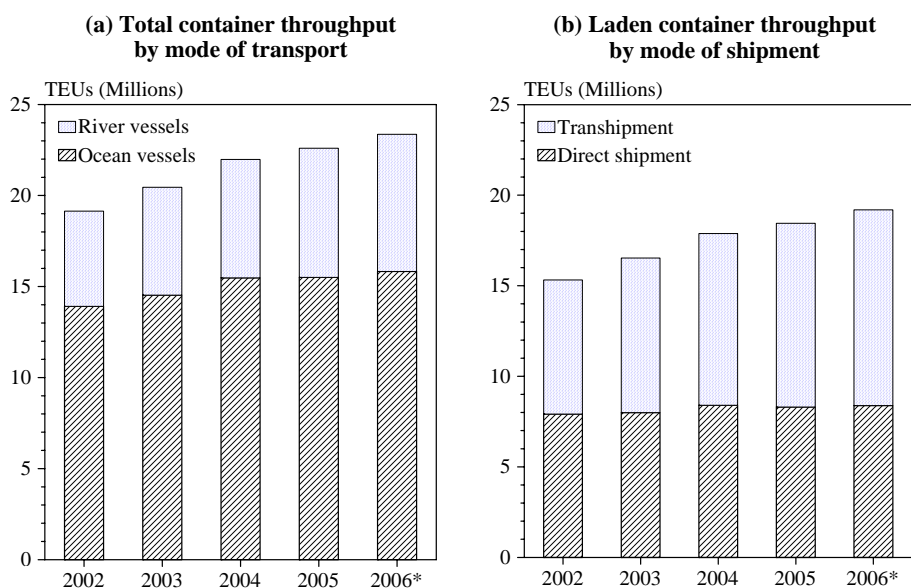 (a) Total container throughput
by mode of transport
TEUs (Millions)
25
20
15
10
5
0
River vessels
Ocean vessels
2002 2003 2004 2005 2006*
(b) Laden container throughput
by mode of shipment
TEUs (Millions)
25
20
15
10
5
0
Transhipment
Direct shipment
2002 2003 2004 2005 2006*